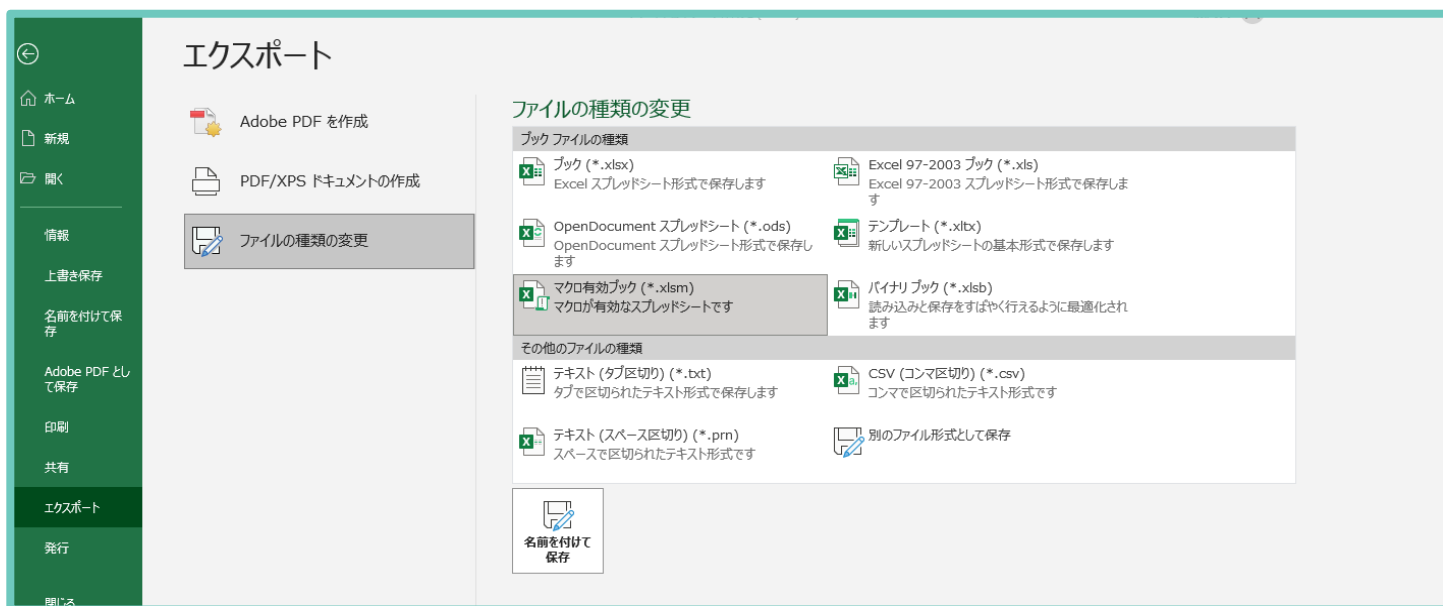 エクスポート
ホーム
新規
開く
情報
上書き保存
名前を付けて保
存
Adobe PDF とし
て保存
印刷
共有
エクスポート
発行
閉じる
Adobe PDF を作成
PDF/XPS ドキュメントの作成
ファイルの種類の変更
ファイルの種類の変更
ブック ファイルの種類
ブック (*.xlsx)
Excel スプレッドシート形式で保存します
Excel 97-2003 ブック (*.xls)
Excel 97-2003 スプレッドシート形式で保存しま
す
OpenDocument スプレッドシート (*.ods)
OpenDocument スプレッドシート形式で保存し
ます
テンプレート (*.xltx)
新しいスプレッドシートの基本形式で保存します
マクロ有効ブック (*.xlsm)
マクロが有効なスプレッドシートです
バイナリ ブック (*.xlsb)
読み込みと保存をすばやく行えるように最適化され
ます
その他のファイルの種類
テキスト (タブ区切り) (*.txt)
タブで区切られたテキスト形式で保存します
CSV (コンマ区切り) (*.csv)
コンマで区切られたテキスト形式です
テキスト (スペース区切り) (*.prn)
スペースで区切られたテキスト形式です
別のファイル形式として保存
名前を付けて
保存